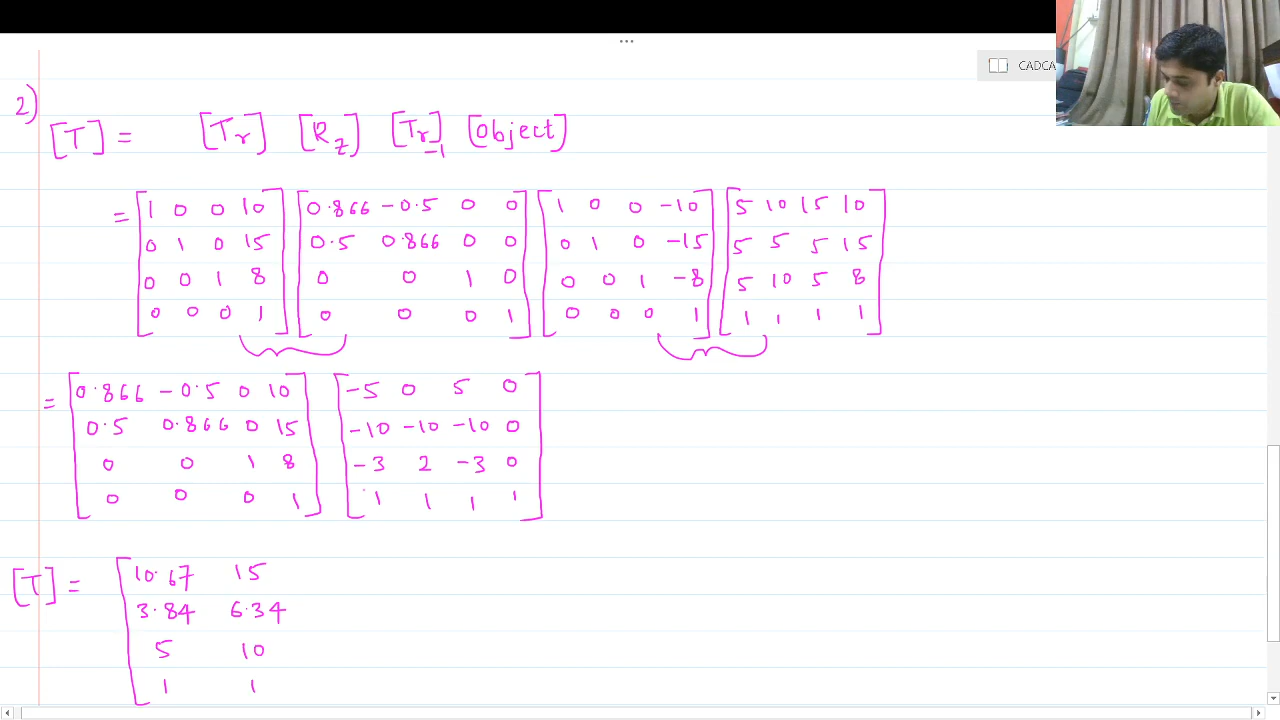 CADCA
2)
[T] = [Tr] [Rz] [Tr]-1 [Object]
= [1 0 0 10] [0.866 -0.5 0 0] [1 0 0 -10] [5 10 15 10]
[0 1 0 15] [0.5 0.866 0 0] [0 1 0 -15] [5 5 5 15]
[0 0 1 8] [0 0 1 0] [0 0 1 -8] [5 10 5 8]
[0 0 0 1] [0 0 0 1] [0 0 0 1] [1 1 1 1]
= [0.866 -0.5 0 10] [-5 0 5 0]
[0.5 0.866 0 15] [-10 -10 -10 0]
[0 0 1 8] [-3 2 -3 0]
[0 0 0 1] [1 1 1 1]
[T] = [10.67 15
3.84 6.34
5 10
1 1